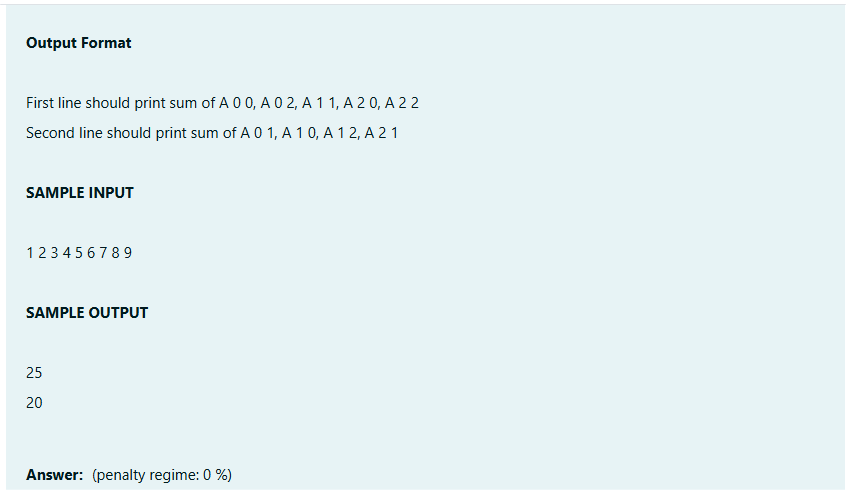 Output Format
First line should print sum of A 0 0, A 0 2, A 1 1, A 2 0, A 2 2
Second line should print sum of A 0 1, A 1 0, A 1 2, A 2 1
SAMPLE INPUT
1 2 3 4 5 6 7 8 9
SAMPLE OUTPUT
25
20
Answer: (penalty regime: 0 %)